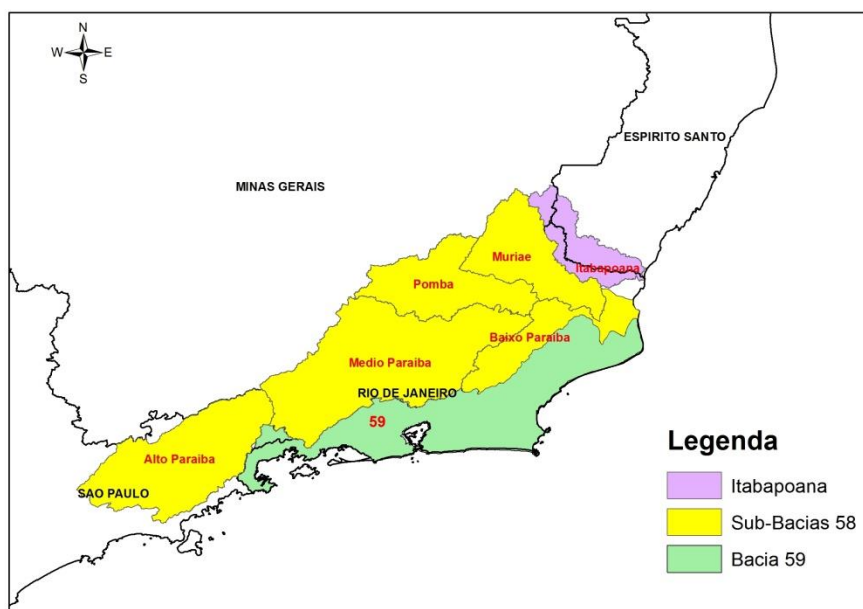 N
W E
S
ESPIRITO SANTO
MINAS GERAIS
Muriae
Itabapoana
Pomba
Baixo Paraiba
Medio Paraiba
RIO DE JANEIRO
59
Alto Paraiba
SAO PAULO
Legenda
Itabapoana
Sub-Bacias 58
Bacia 59